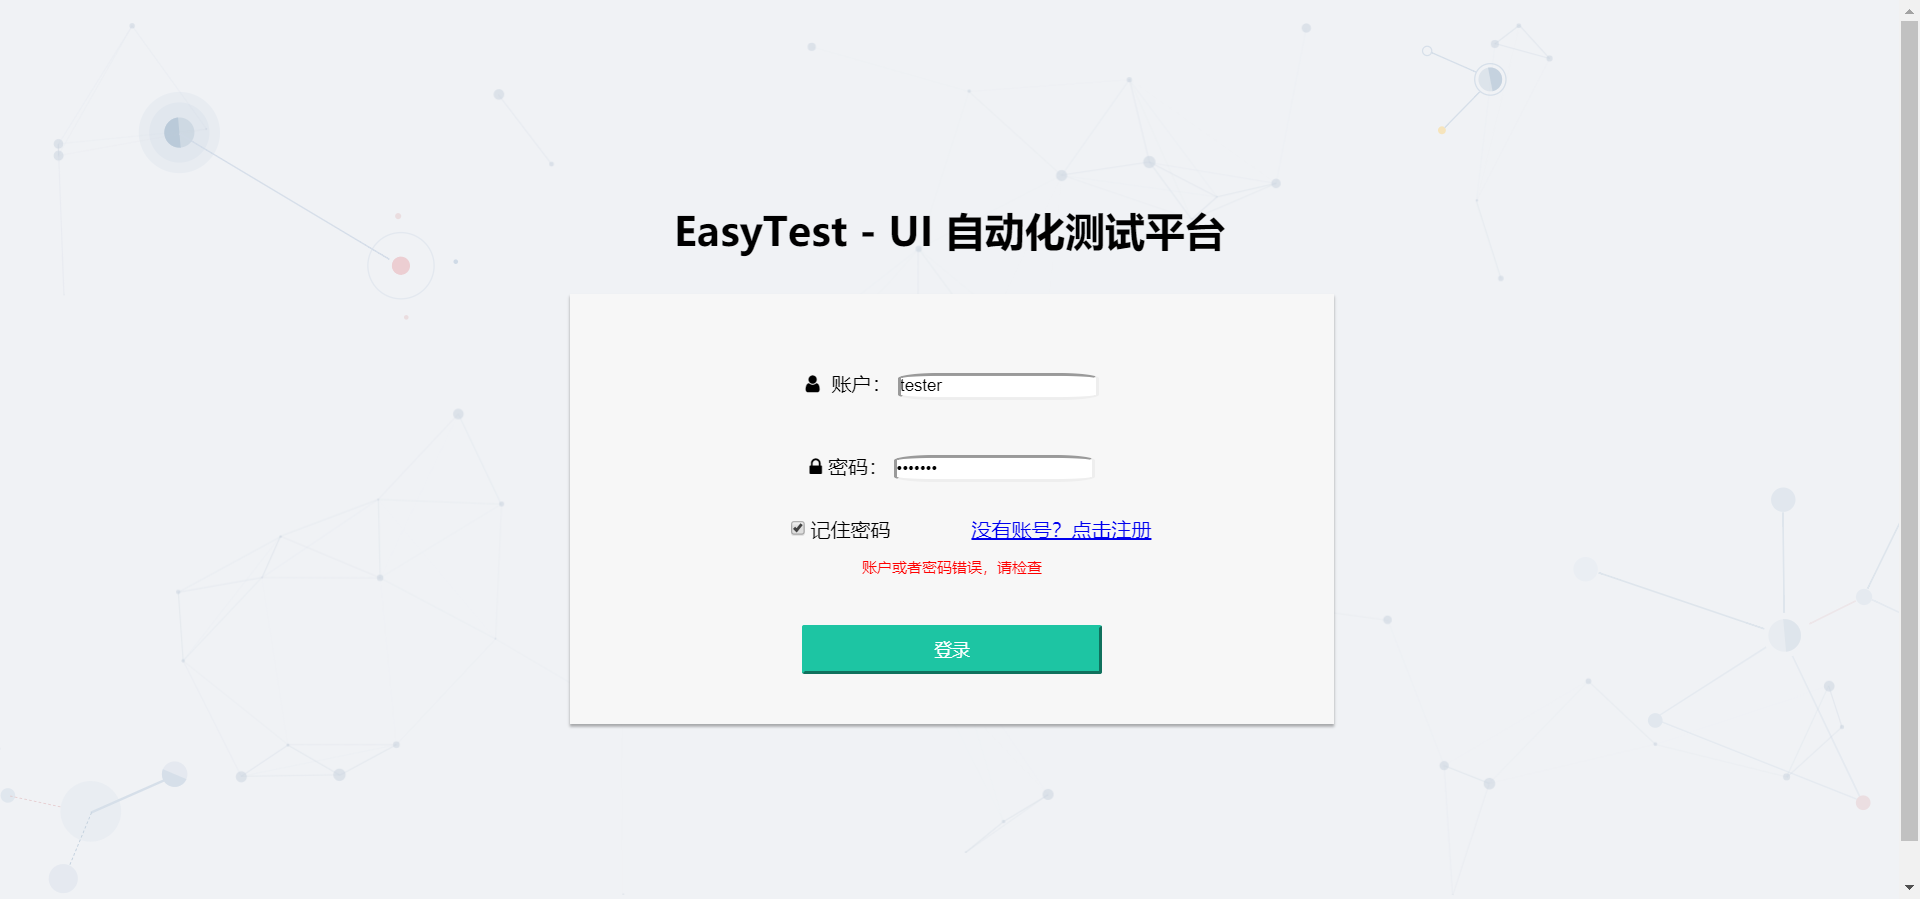 EasyTest - UI 自动化测试平台
账户： tester
密码： •••••••
记住密码 没有账号？点击注册
账户或者密码错误，请检查
登录